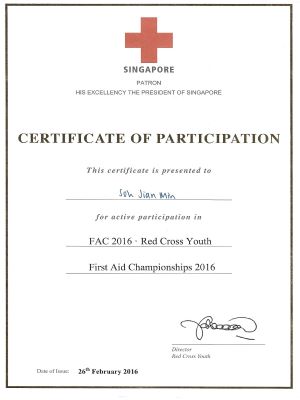 SINGAPORE
PATRON
HIS EXCELLENCY THE PRESIDENT OF SINGAPORE
CERTIFICATE OF PARTICIPATION
This certificate is presented to
Soh Jian Min
for active participation in
FAC 2016 - Red Cross Youth
First Aid Championships 2016
Director
Red Cross Youth
Date of Issue: 26th February 2016